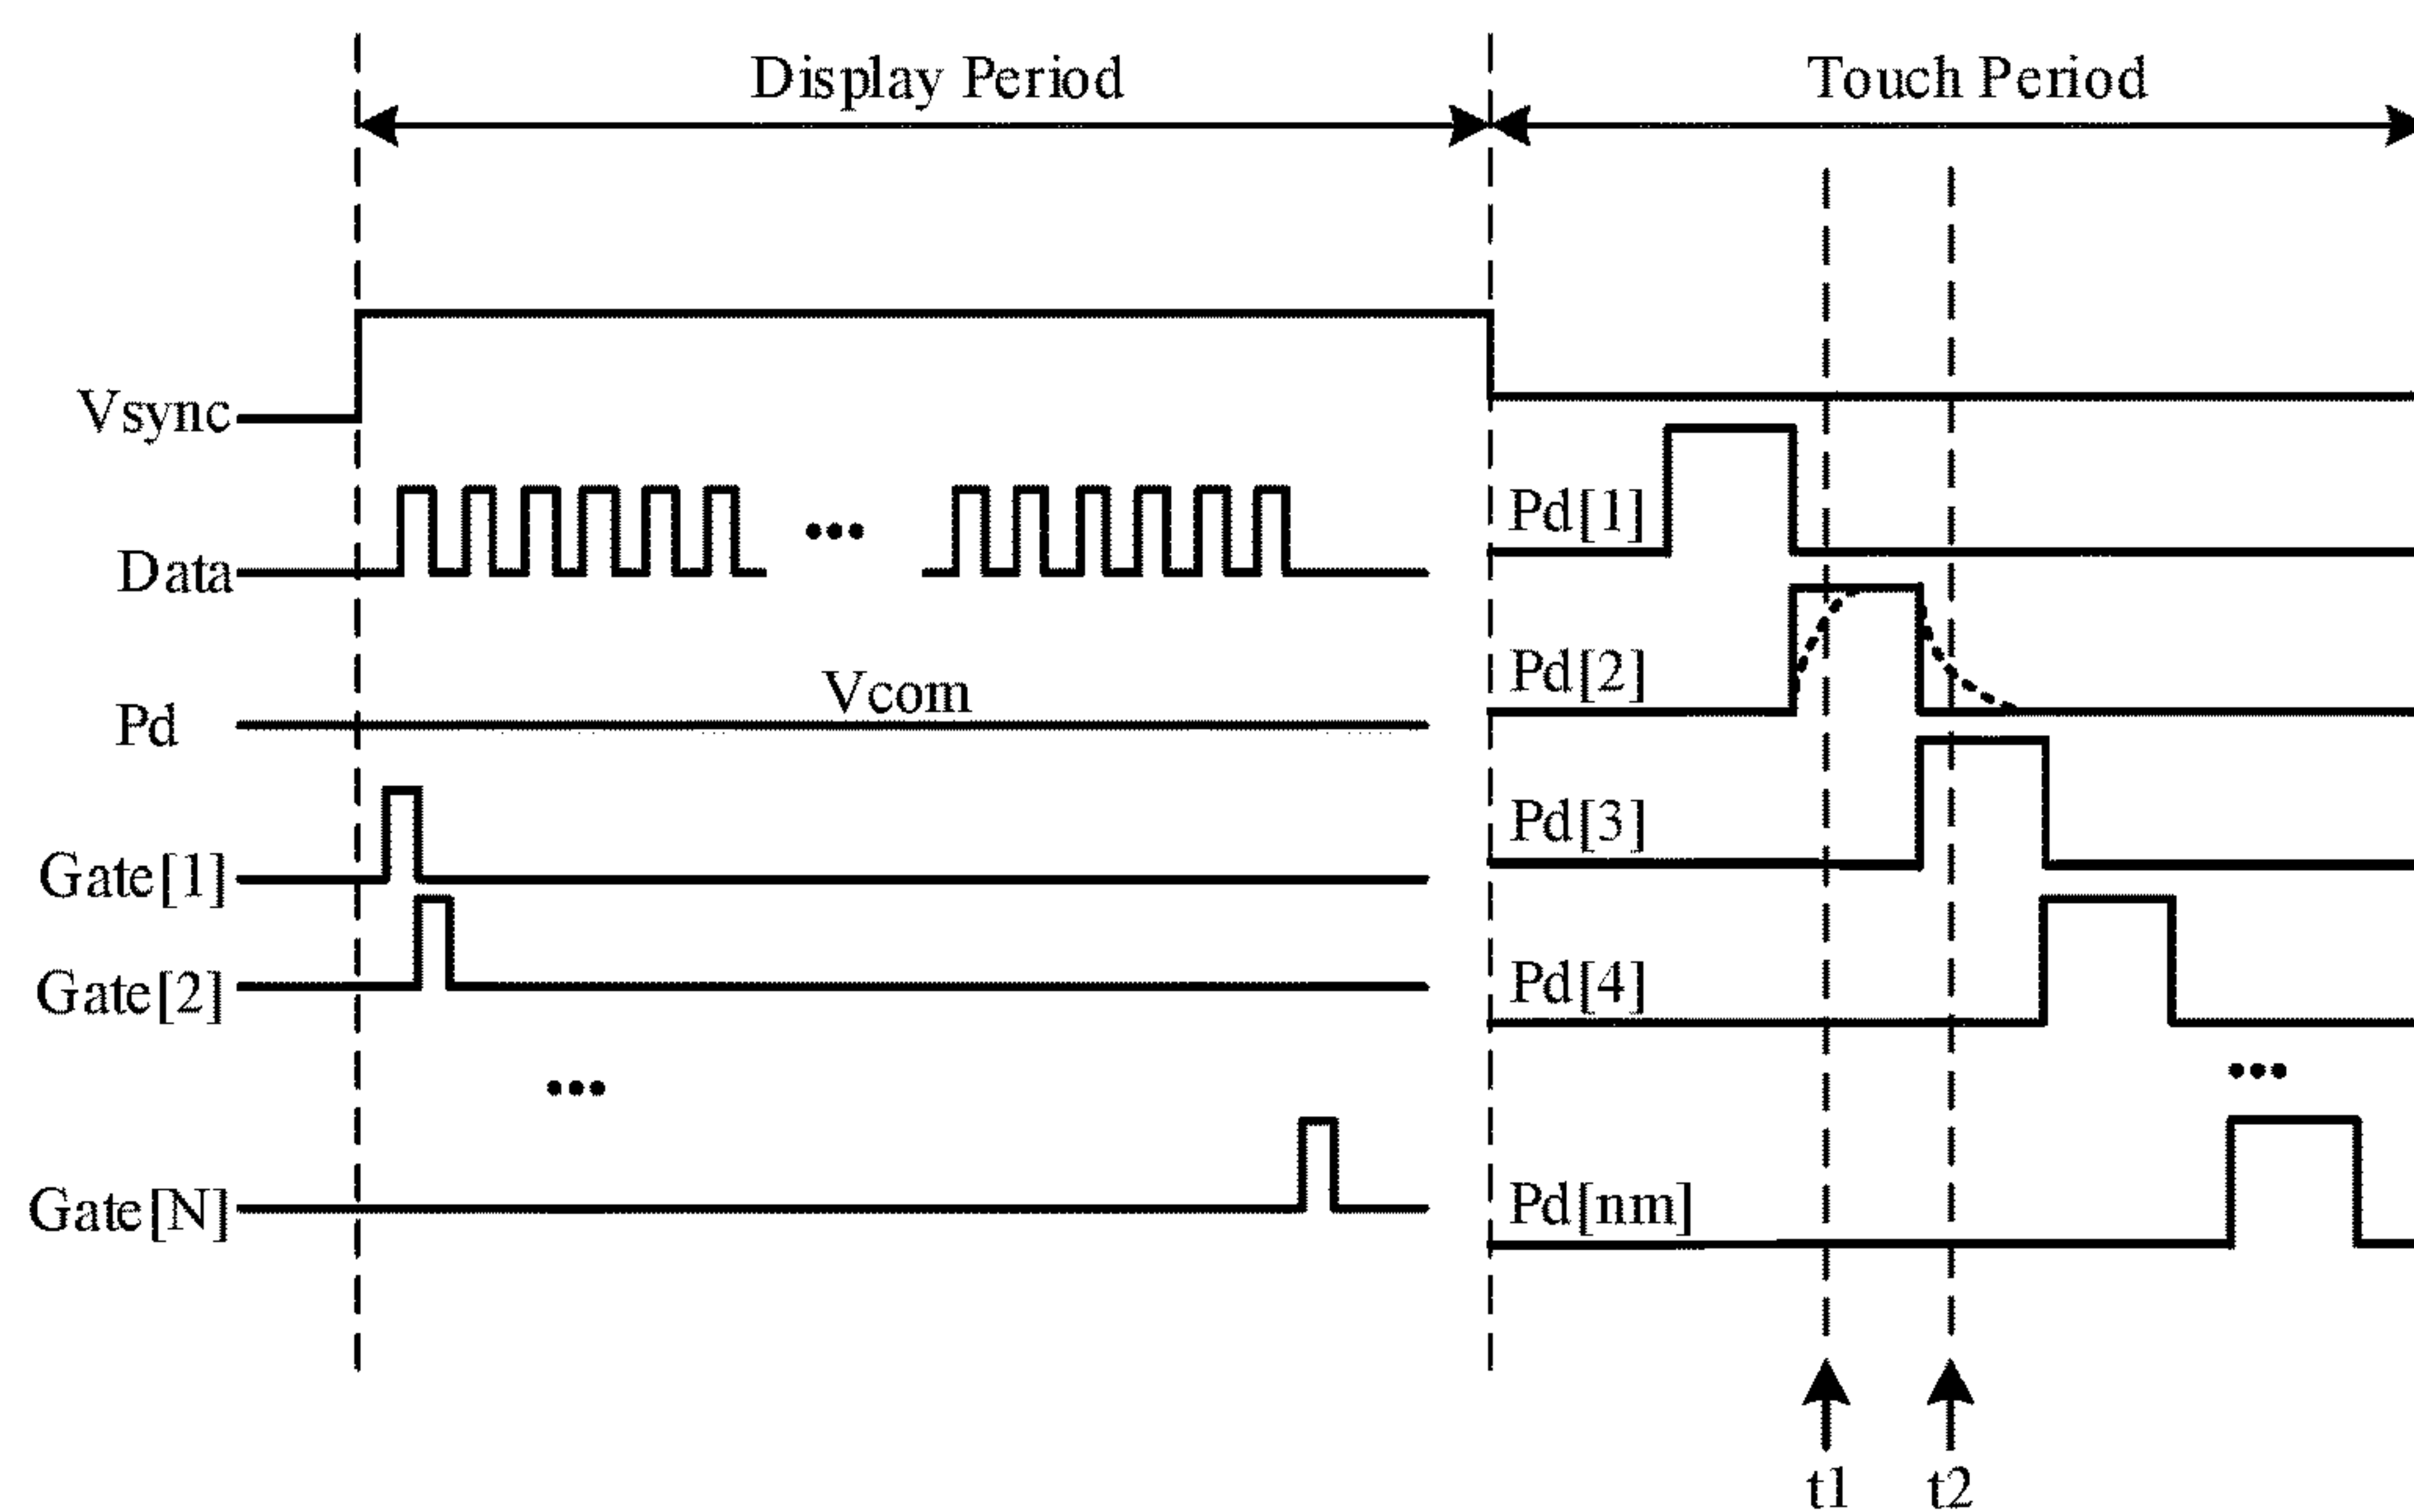 Display Period
Touch Period
Vsync
Data
Pd
Vcom
Gate[1]
Gate[2]
...
Gate[N]
...
Pd[1]
Pd[2]
Pd[3]
Pd[4]
...
Pd[nm]
t1
t2